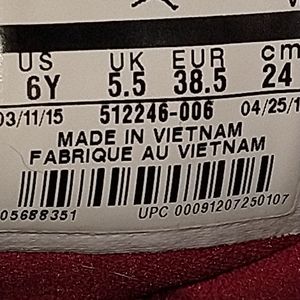 US UK EUR cm
6Y 5.5 38.5 24
03/11/15 512246-006 04/25/1
MADE IN VIETNAM
FABRIQUE AU VIETNAM
05688351 UPC 00091207250107